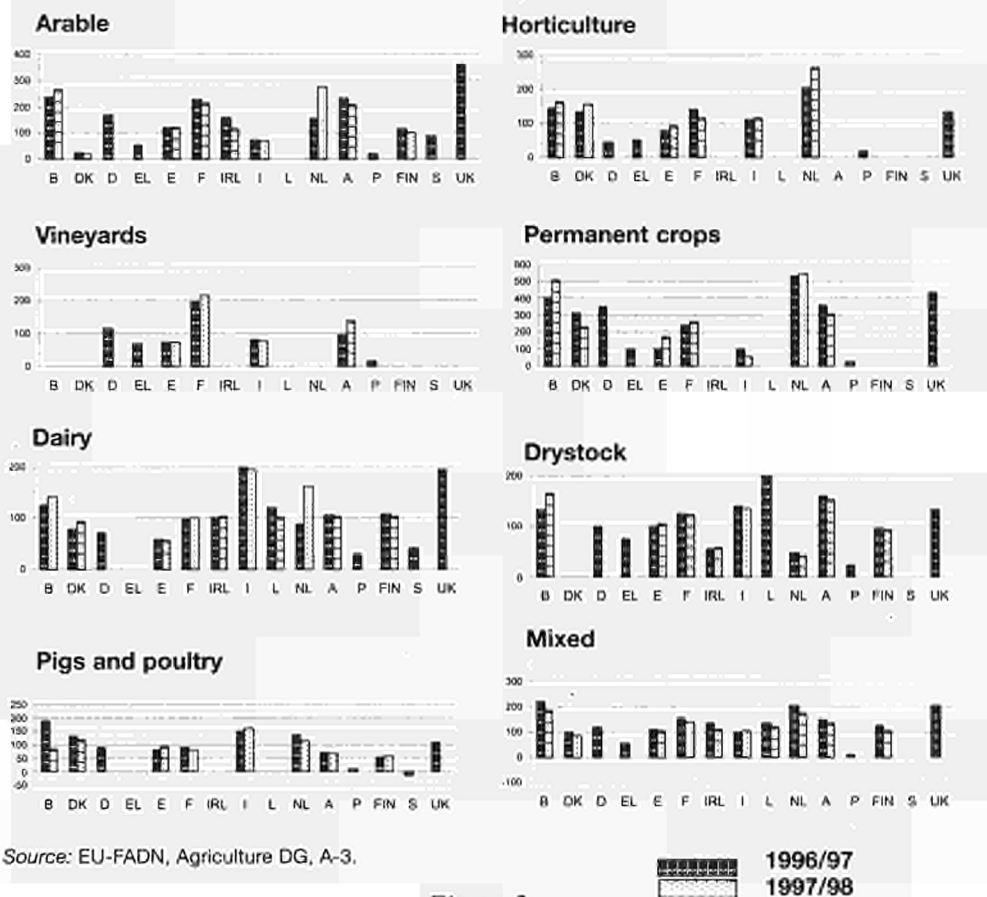 Arable
400
300
200
100
0
B DK D EL E F IRL I L NL A P FIN S UK
Horticulture
300
200
100
0
B DK D EL E F IRL I L NL A P FIN S UK
Vineyards
300
200
100
0
B DK D EL E F IRL I L NL A P FIN S UK
Permanent crops
600
500
400
300
200
100
0
B DK D EL E F IRL I L NL A P FIN S UK
Dairy
200
100
0
B DK D EL E F IRL I L NL A P FIN S UK
Drystock
200
100
0
B DK D EL E F IRL I L NL A P FIN S UK
Pigs and poultry
250
200
150
100
50
0
-50
B DK D EL E F IRL I L NL A P FIN S UK
Mixed
300
200
100
0
-100
B DK D EL E F IRL I L NL A P FIN S UK
Source: EU-FADN, Agriculture DG, A-3.
1996/97
1997/98